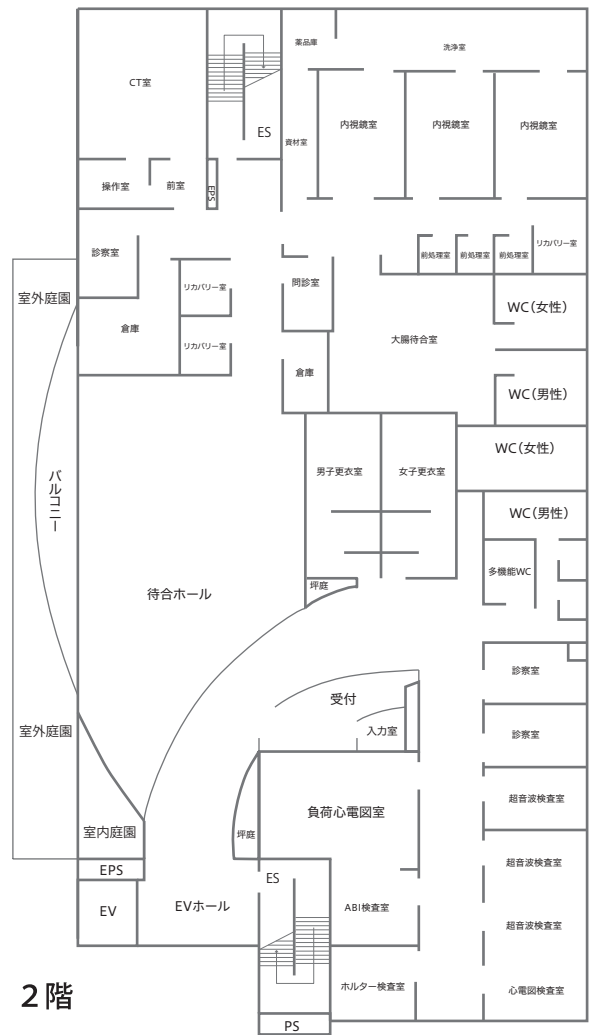 薬品庫
洗浄室
CT室
ES
内視鏡室
内視鏡室
内視鏡室
資材室
操作室
前室
EPS
診察室
問診室
前処理室
前処理室
前処理室
リカバリー室
室外庭園
リカバリー室
WC(女性)
倉庫
リカバリー室
大腸待合室
倉庫
WC(男性)
WC(女性)
男子更衣室
女子更衣室
バルコニー
WC(男性)
多機能WC
待合ホール
坪庭
診察室
受付
室外庭園
入力室
診察室
超音波検査室
負荷心電図室
室内庭園
坪庭
EPS
超音波検査室
ES
EV
EVホール
ABI検査室
超音波検査室
ホルター検査室
心電図検査室
2階
PS